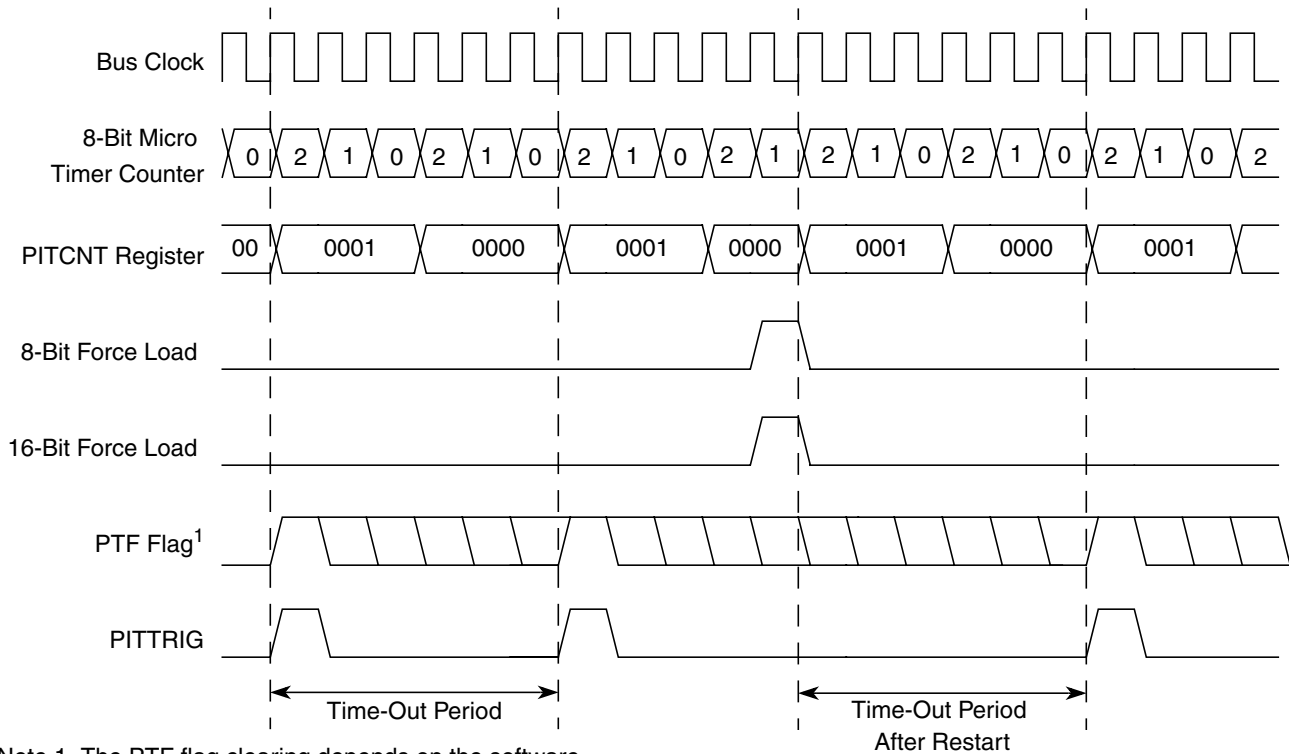 Bus Clock
8-Bit Micro
Timer Counter
0 2 1 0 2 1 0 2 1 0 2 1 2 1 0 2 1 0 2 1 0 2
PITCNT Register
00 0001 0000 0001 0000 0001 0000 0001
8-Bit Force Load
16-Bit Force Load
PTF Flag1
PITTRIG
Time-Out Period
Time-Out Period
After Restart
Note 1. The PTF flag clearing depends on the software